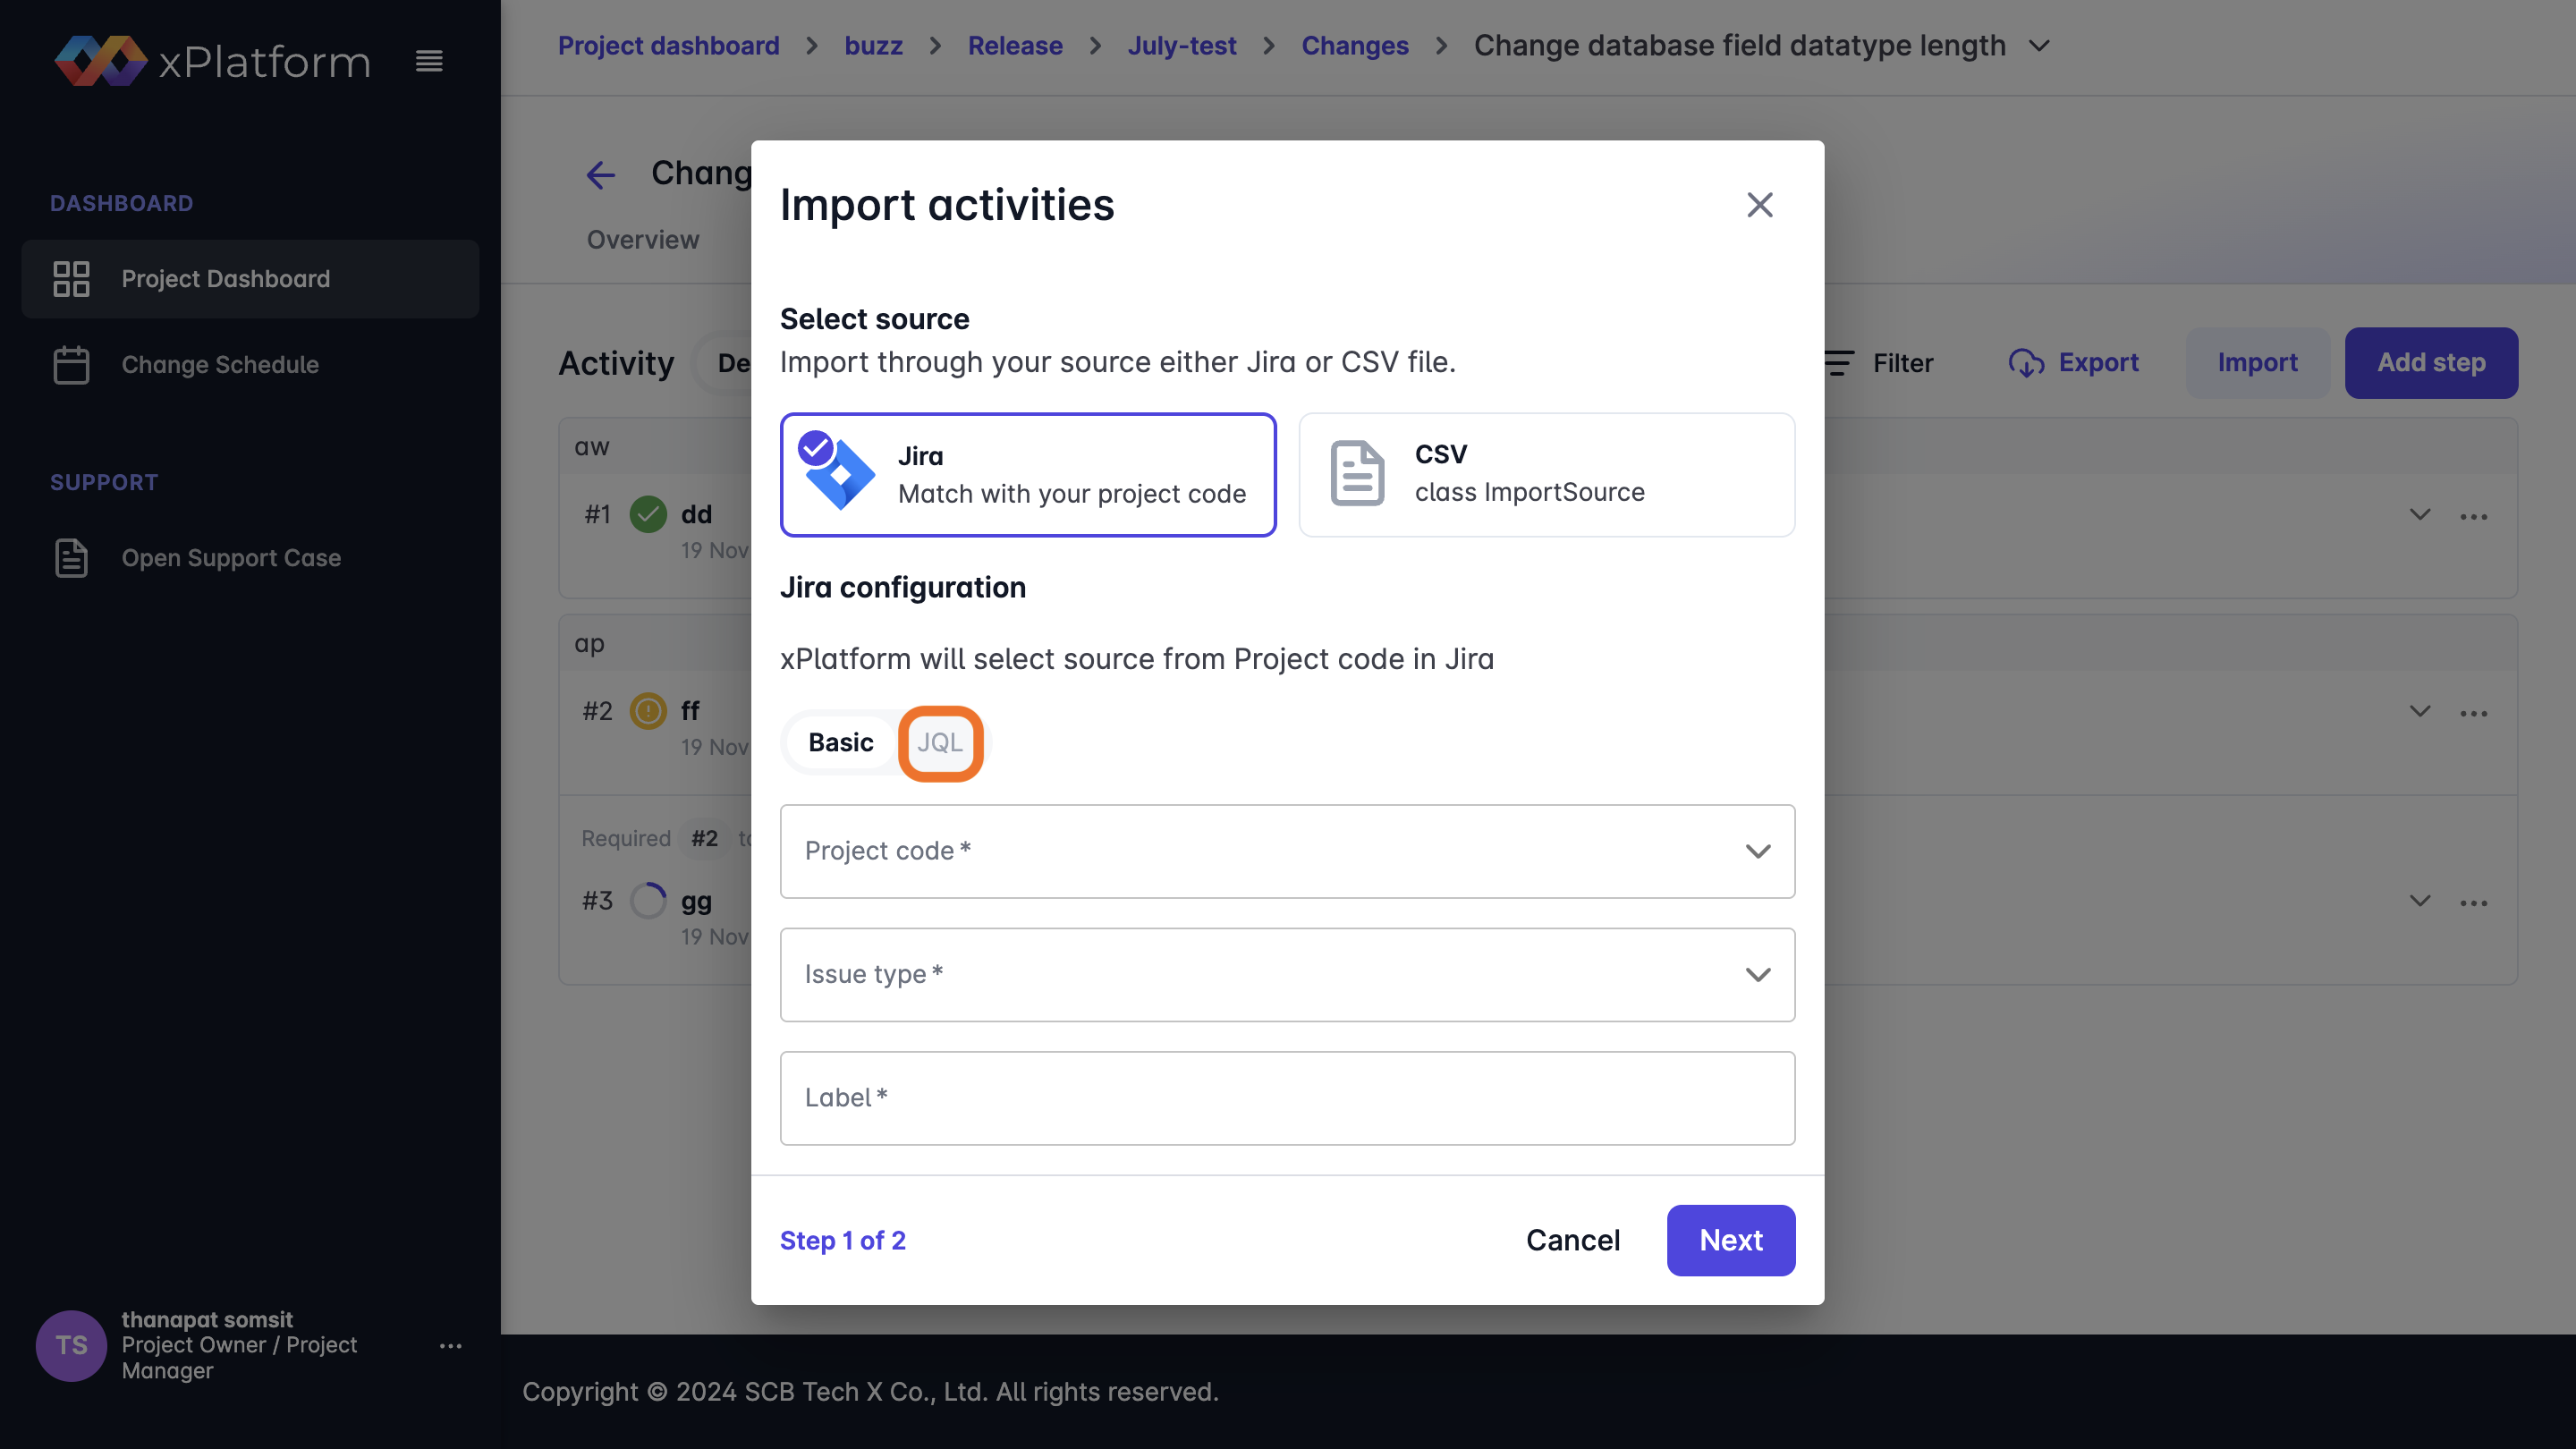 xPlatform
Project dashboard > buzz > Release > July-test > Changes > Change database field datatype length
DASHBOARD
Project Dashboard
Change Schedule
SUPPORT
Open Support Case
Chang
Overview
Activity De
Filter Export Import Add step
aw
#1 dd
19 Nov
ap
#2 ff
19 Nov
Required #2
#3 gg
19 Nov
Import activities
Select source
Import through your source either Jira or CSV file.
Jira
Match with your project code
CSV
class ImportSource
Jira configuration
xPlatform will select source from Project code in Jira
Basic JQL
Project code *
Issue type *
Label *
Step 1 of 2 Cancel Next
TS
thanapat somsit
Project Owner / Project
Manager
Copyright © 2024 SCB Tech X Co., Ltd. All rights reserved.